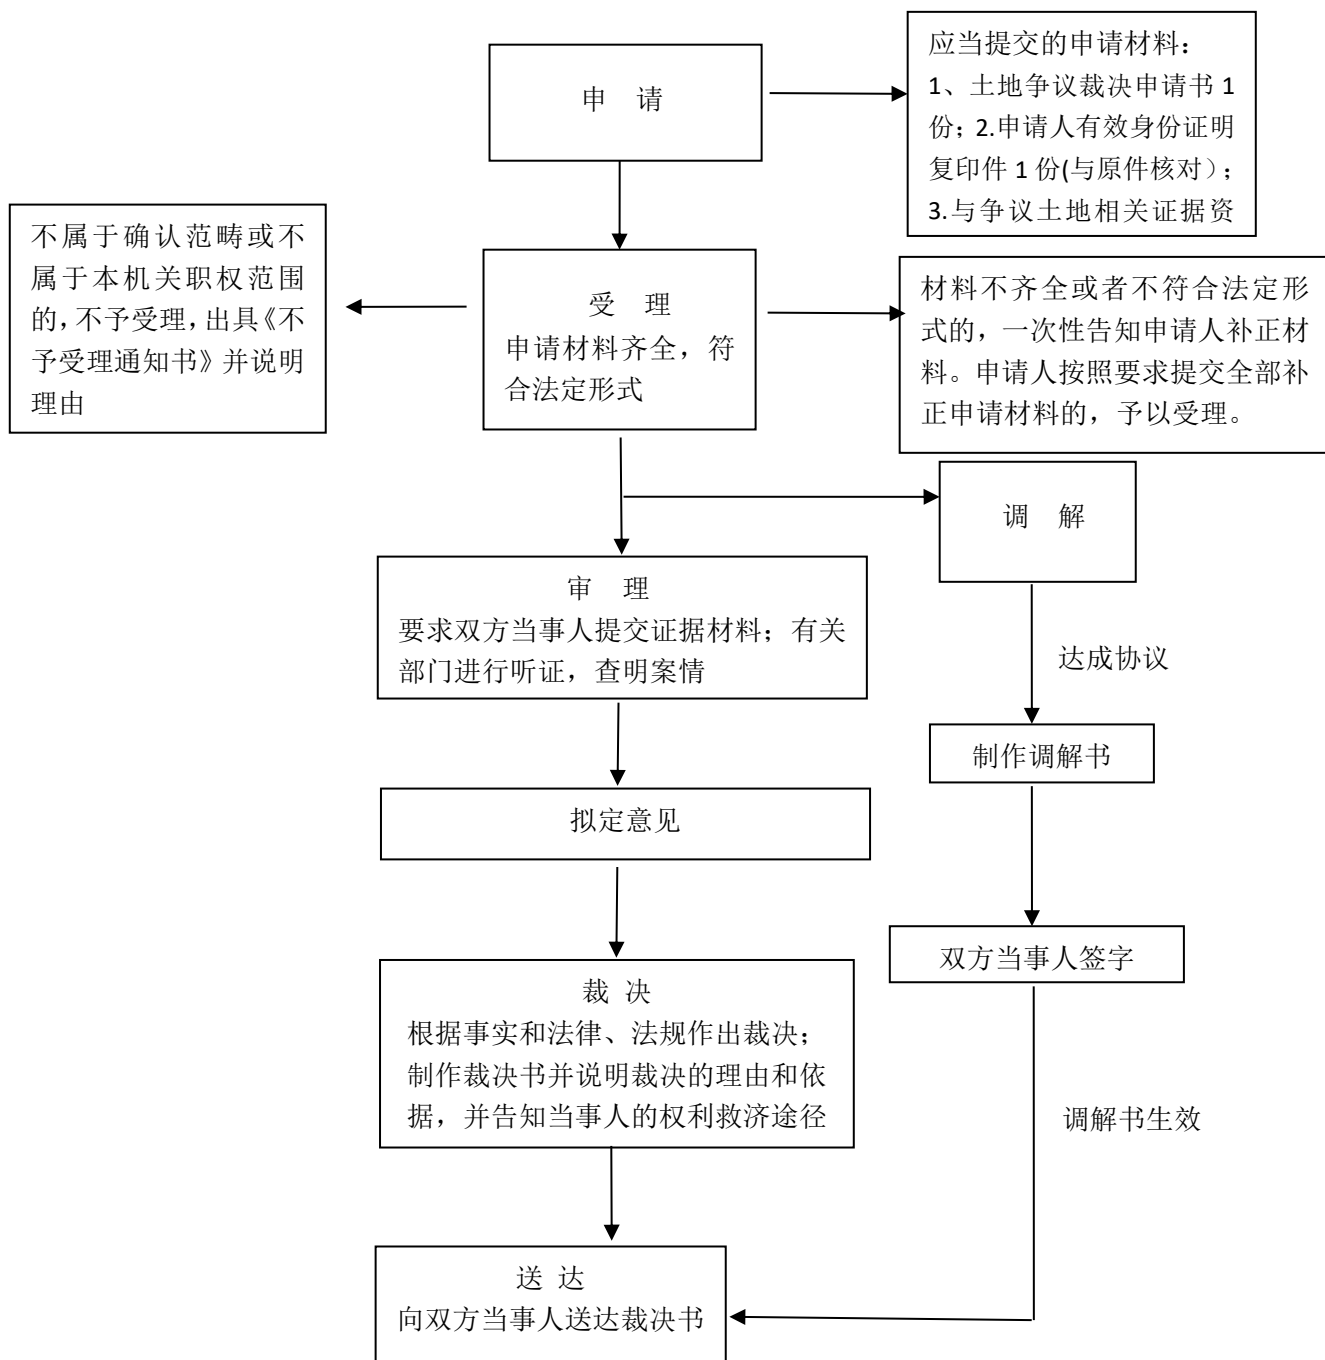 申 请
应当提交的申请材料：
1、土地争议裁决申请书 1
份；2.申请人有效身份证明
复印件 1 份(与原件核对）；
3.与争议土地相关证据资
不属于确认范畴或不
属于本机关职权范围
的，不予受理，出具《不
予受理通知书》并说明
理由
受 理
申请材料齐全，符
合法定形式
材料不齐全或者不符合法定形
式的，一次性告知申请人补正材
料。申请人按照要求提交全部补
正申请材料的，予以受理。
调 解
审 理
要求双方当事人提交证据材料；有关
部门进行听证，查明案情
达成协议
制作调解书
拟定意见
双方当事人签字
裁 决
根据事实和法律、法规作出裁决；
制作裁决书并说明裁决的理由和依
据，并告知当事人的权利救济途径
调解书生效
送 达
向双方当事人送达裁决书